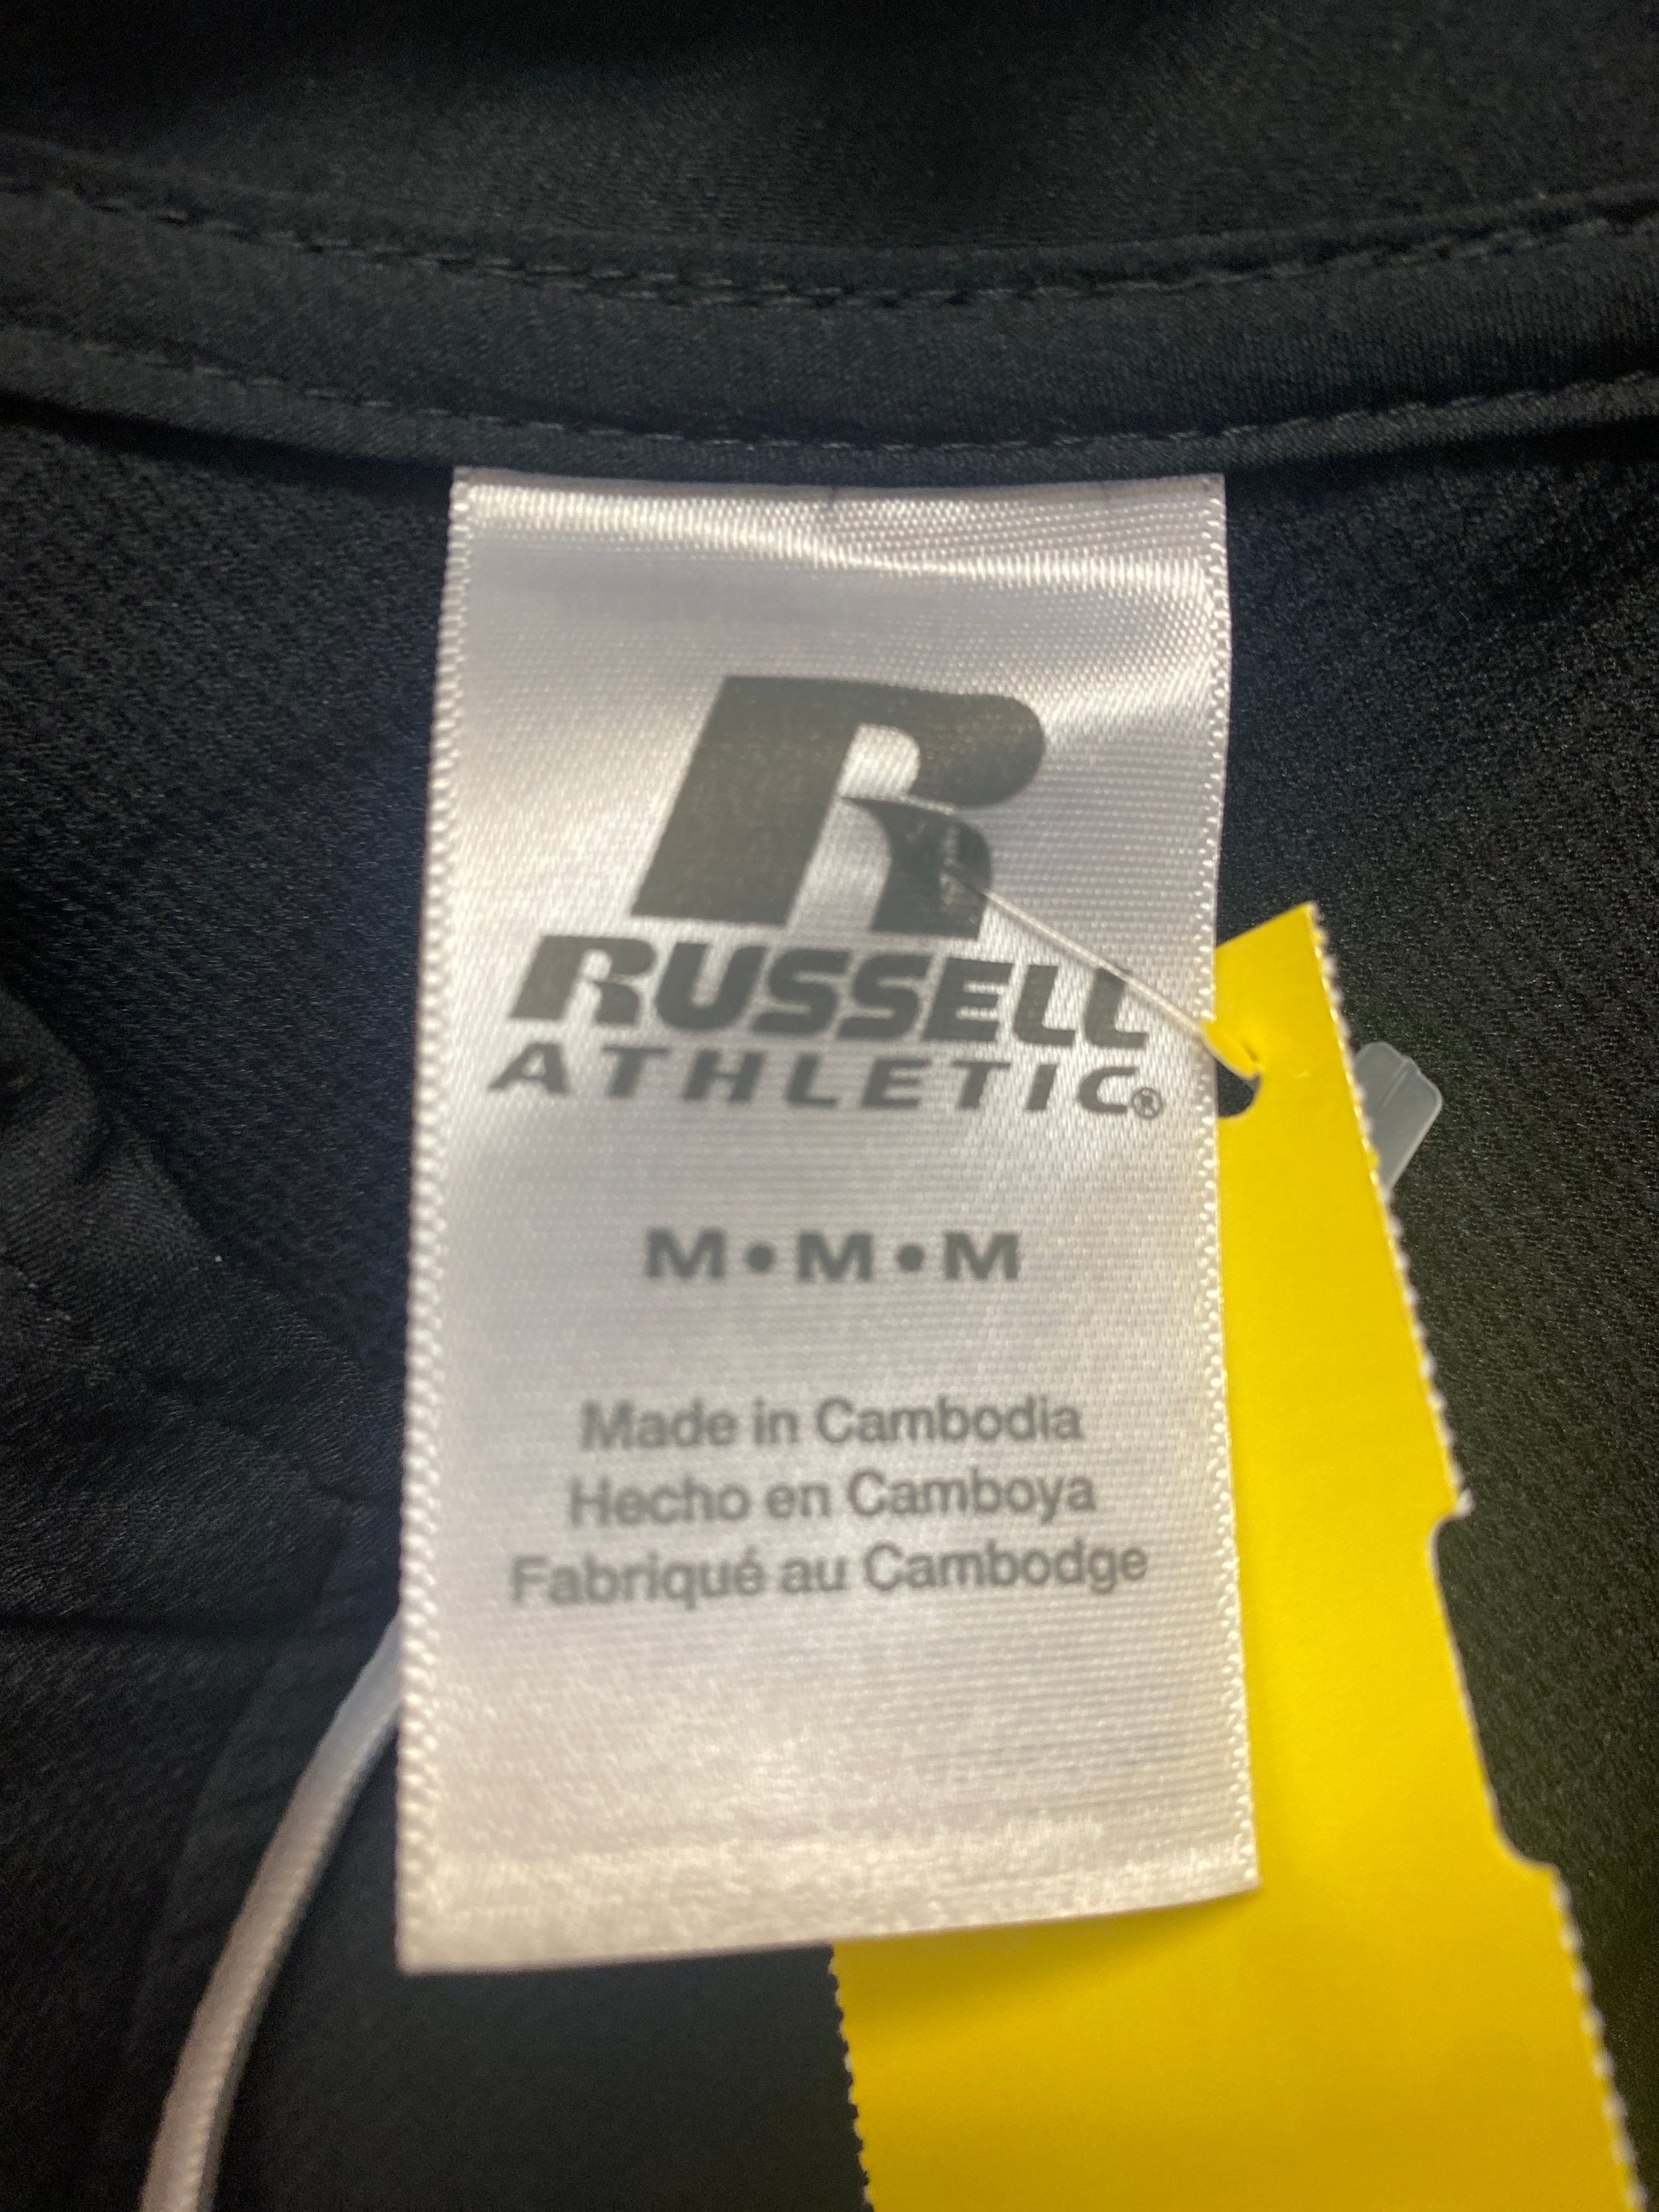 R
RUSSELL
ATHLETIC®
M•M•M
Made in Cambodia
Hecho en Camboya
Fabriqué au Cambodge